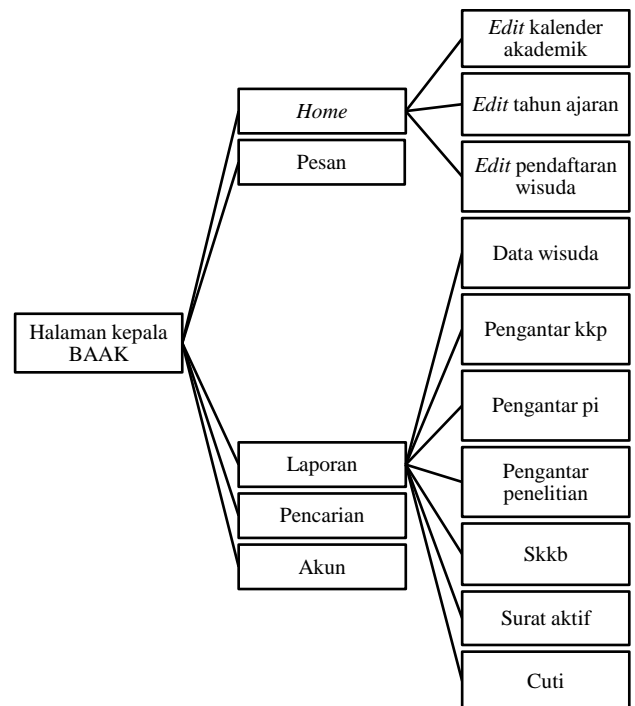 Halaman kepala
BAAK
Home
Pesan
Laporan
Pencarian
Akun
Edit kalender
akademik
Edit tahun ajaran
Edit pendaftaran
wisuda
Data wisuda
Pengantar kkp
Pengantar pi
Pengantar
penelitian
Skkb
Surat aktif
Cuti